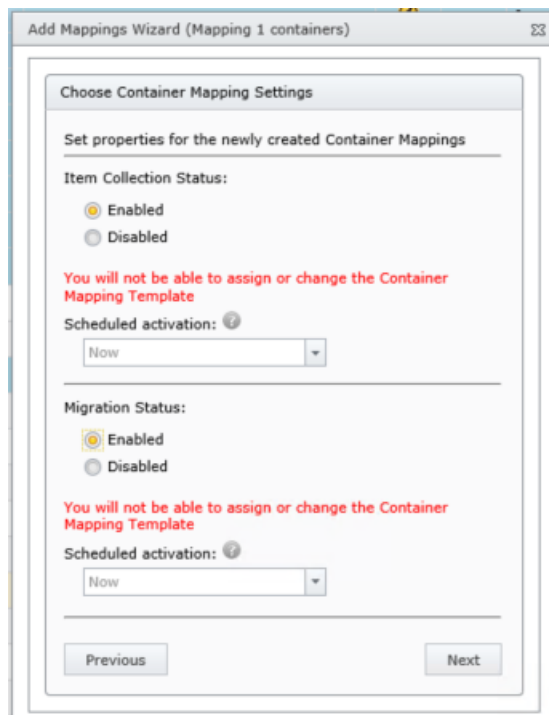 Add Mappings Wizard (Mapping 1 containers)
Choose Container Mapping Settings
Set properties for the newly created Container Mappings
Item Collection Status:
Enabled
Disabled
You will not be able to assign or change the Container
Mapping Template
Scheduled activation: ?
Now
Migration Status:
Enabled
Disabled
You will not be able to assign or change the Container
Mapping Template
Scheduled activation: ?
Now
Previous
Next